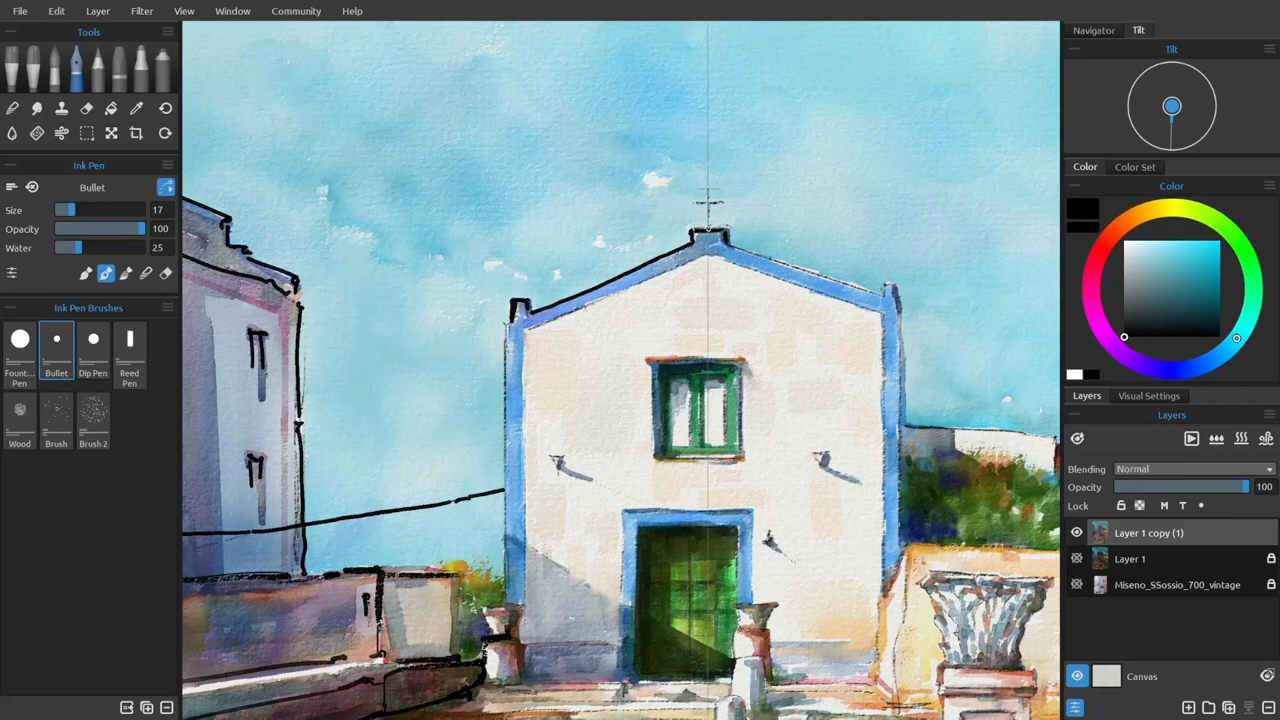 File Edit Layer Filter View Window Community Help
Tools
Ink Pen
Bullet
Size 17
Opacity 100
Water 25
Ink Pen Brushes
Fount... Pen
Bullet
Dip Pen
Reed Pen
Wood
Brush
Brush 2
Navigator Tilt
Tilt
Color Color Set
Color
Layers Visual Settings
Layers
Blending Normal
Opacity 100
Lock M T
Layer 1 copy (1)
Layer 1
Miseno_SSossio_700_vintage
Canvas